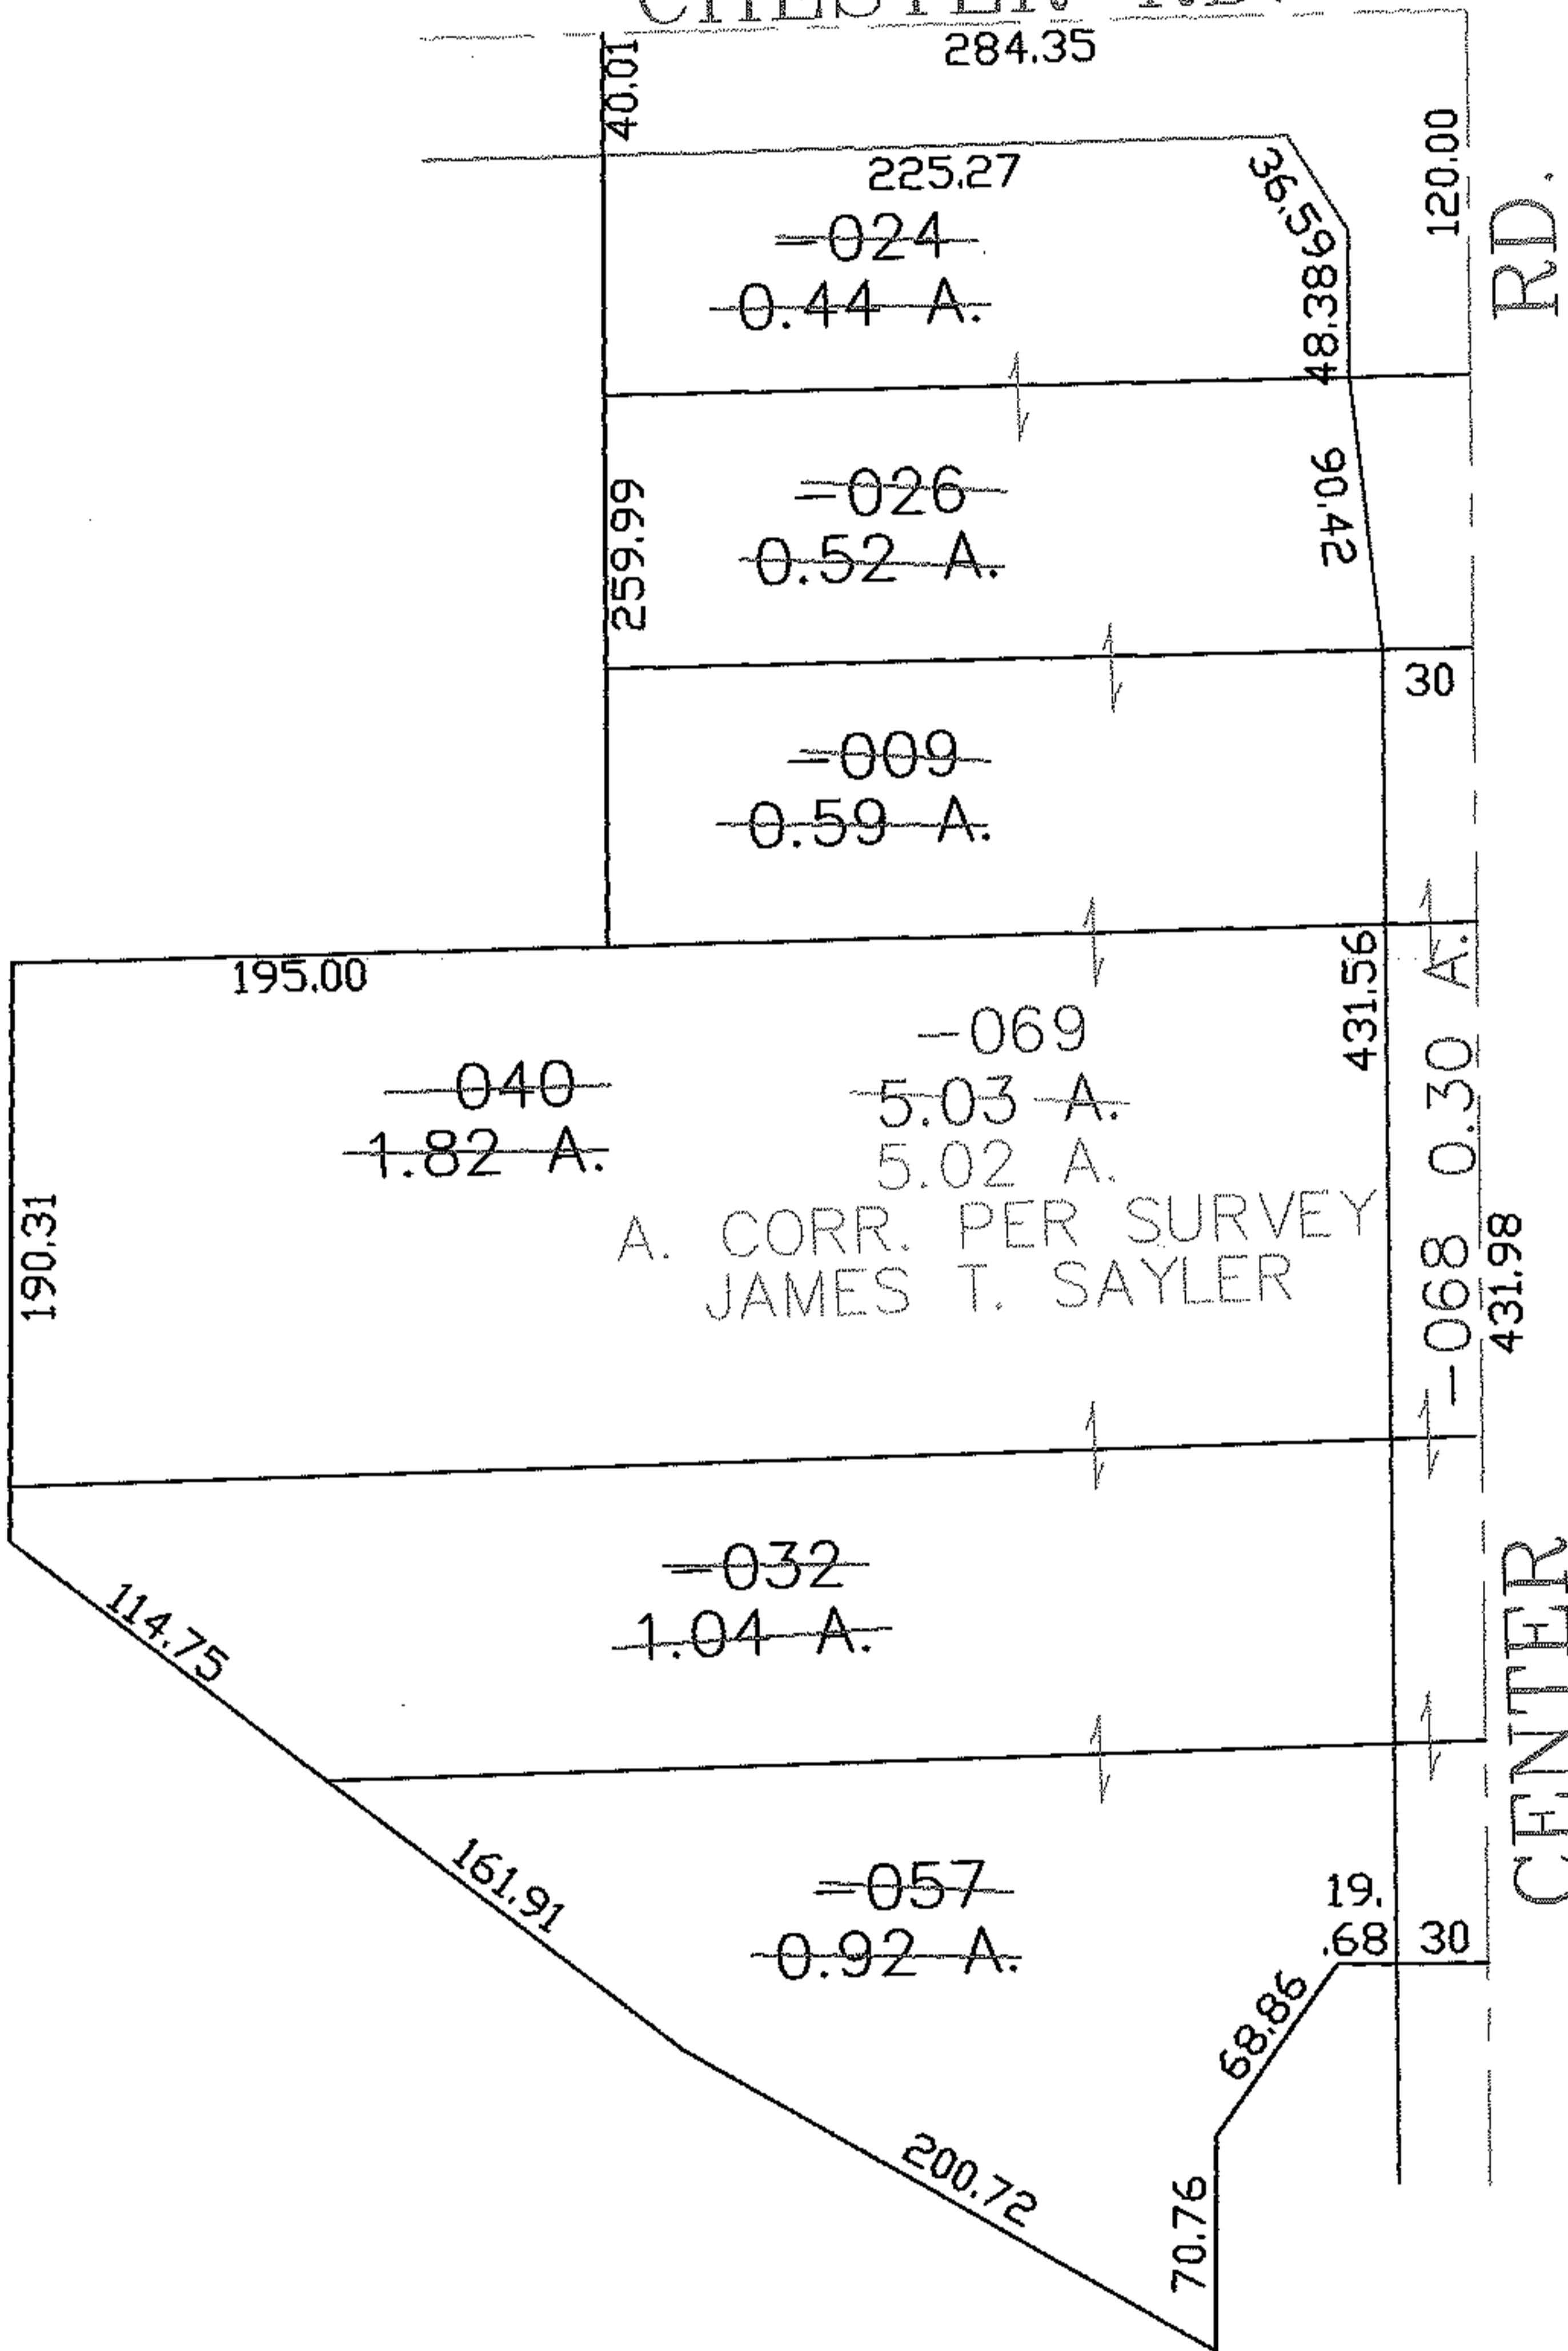 CHESTER RD.
284.35
40.01
120.00
225.27
36.59
RD.
-024
0.44 A.
48.38
-026
0.52 A.
90.42
259.99
30
-009
0.59 A.
195.00
431.56
-069
5.03 A.
5.02 A.
A. CORR. PER SURVEY
JAMES T. SAYLER
-040
1.82 A.
190.31
-068 0.30 A.
431.98
-032
1.04 A.
CENTER
114.75
161.91
-057
0.92 A.
19.
.68
30
68.86
200.72
70.76